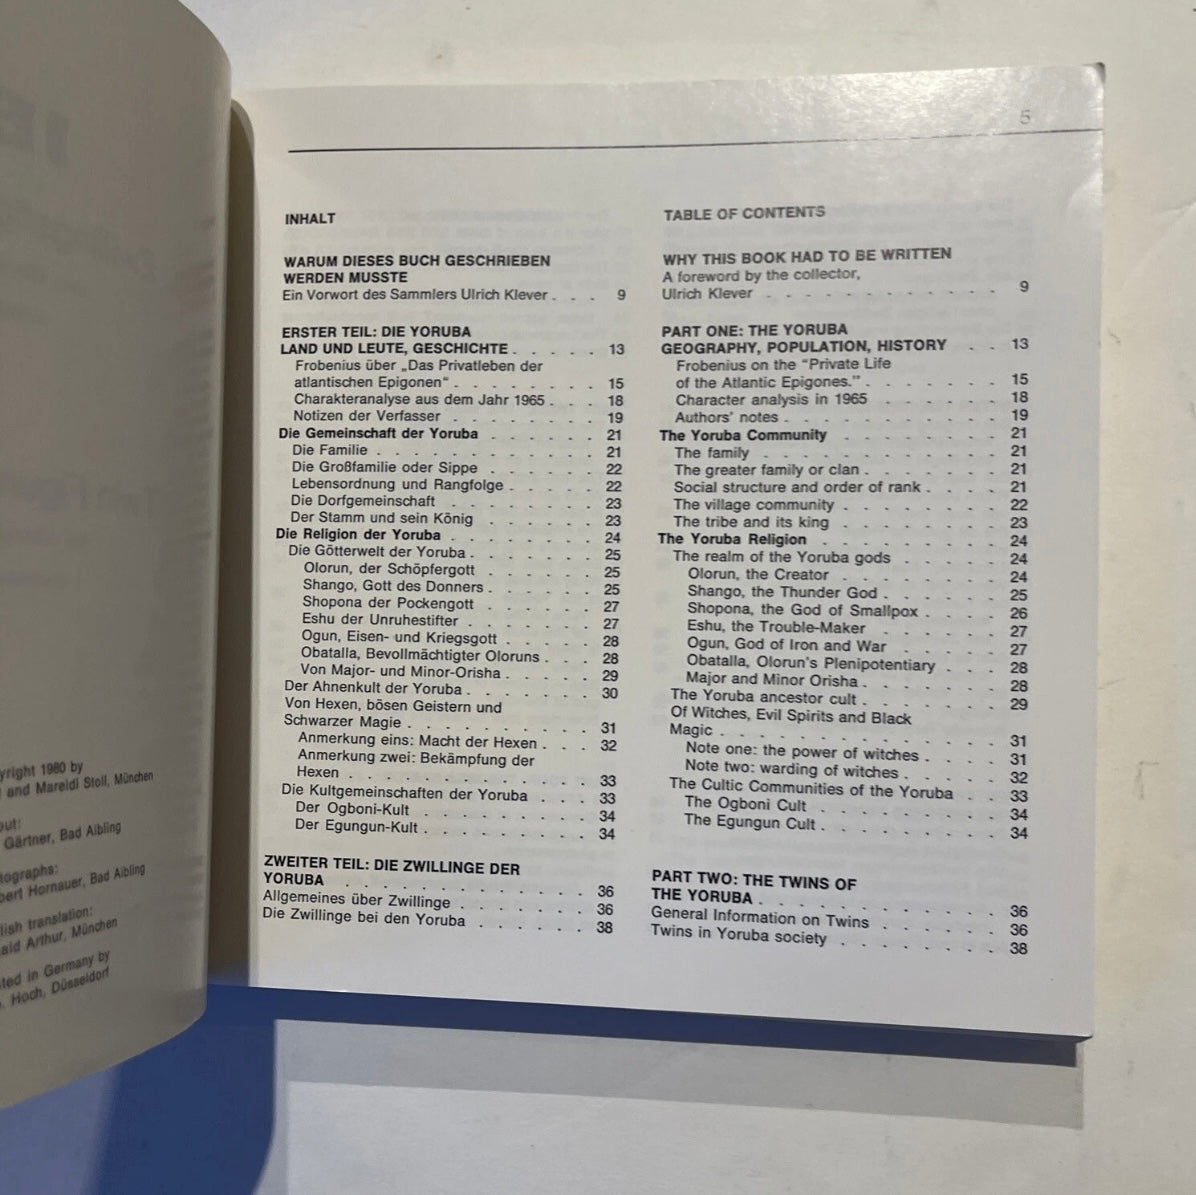 yright 1980 by
and Mareidi Stoll, München
out:
Gärtner, Bad Aibling
tographs:
bert Hornauer, Bad Aibling
lish translation:
ald Arthur, München
ted in Germany by
Hoch, Düsseldorf
5
INHALT
WARUM DIESES BUCH GESCHRIEBEN
WERDEN MUSSTE
Ein Vorwort des Sammlers Ulrich Klever . . . 9
ERSTER TEIL: DIE YORUBA
LAND UND LEUTE, GESCHICHTE . . . . . 13
Frobenius über „Das Privatleben der
atlantischen Epigonen“ . . . . . . . . 15
Charakteranalyse aus dem Jahr 1965 . . . 18
Notizen der Verfasser . . . . . . . . 19
Die Gemeinschaft der Yoruba . . . . . . 21
Die Familie . . . . . . . . . . . 21
Die Großfamilie oder Sippe . . . . . . 22
Lebensordnung und Rangfolge . . . . . 22
Die Dorfgemeinschaft . . . . . . . . 23
Der Stamm und sein König . . . . . . 23
Die Religion der Yoruba . . . . . . . . 24
Die Götterwelt der Yoruba . . . . . . . 25
Olorun, der Schöpfergott . . . . . . 25
Shango, Gott des Donners . . . . . . 25
Shopona der Pockengott . . . . . . 27
Eshu der Unruhestifter . . . . . . . 27
Ogun, Eisen- und Kriegsgott . . . . . 28
Obatalla, Bevollmächtigter Oloruns . . . 28
Von Major- und Minor-Orisha . . . . . 29
Der Ahnenkult der Yoruba . . . . . . . 30
Von Hexen, bösen Geistern und
Schwarzer Magie . . . . . . . . . . 31
Anmerkung eins: Macht der Hexen . . . 32
Anmerkung zwei: Bekämpfung der
Hexen . . . . . . . . . . . . 33
Die Kultgemeinschaften der Yoruba . . . 33
Der Ogboni-Kult . . . . . . . . . 34
Der Egungun-Kult . . . . . . . . . 34
ZWEITER TEIL: DIE ZWILLINGE DER
YORUBA . . . . . . . . . . . . 36
Allgemeines über Zwillinge . . . . . . . 36
Die Zwillinge bei den Yoruba . . . . . . 38
TABLE OF CONTENTS
WHY THIS BOOK HAD TO BE WRITTEN
A foreword by the collector,
Ulrich Klever . . . . . . . . . . . . 9
PART ONE: THE YORUBA
GEOGRAPHY, POPULATION, HISTORY . . 13
Frobenius on the “Private Life
of the Atlantic Epigones.” . . . . . . . 15
Character analysis in 1965 . . . . . . 18
Authors’ notes . . . . . . . . . . 19
The Yoruba Community . . . . . . . . 21
The family . . . . . . . . . . . 21
The greater family or clan . . . . . . . 21
Social structure and order of rank . . . . 21
The village community . . . . . . . . 22
The tribe and its king . . . . . . . . 23
The Yoruba Religion . . . . . . . . . 24
The realm of the Yoruba gods . . . . . 24
Olorun, the Creator . . . . . . . . 24
Shango, the Thunder God . . . . . . 25
Shopona, the God of Smallpox . . . . 26
Eshu, the Trouble-Maker . . . . . . 27
Ogun, God of Iron and War . . . . . 27
Obatalla, Olorun’s Plenipotentiary . . . 28
Major and Minor Orisha . . . . . . . 28
The Yoruba ancestor cult . . . . . . . 29
Of Witches, Evil Spirits and Black
Magic . . . . . . . . . . . . . 31
Note one: the power of witches . . . . 31
Note two: warding of witches . . . . . 32
The Cultic Communities of the Yoruba . . 33
The Ogboni Cult . . . . . . . . . 34
The Egungun Cult . . . . . . . . . 34
PART TWO: THE TWINS OF
THE YORUBA . . . . . . . . . . . 36
General Information on Twins . . . . . . 36
Twins in Yoruba society . . . . . . . . 38